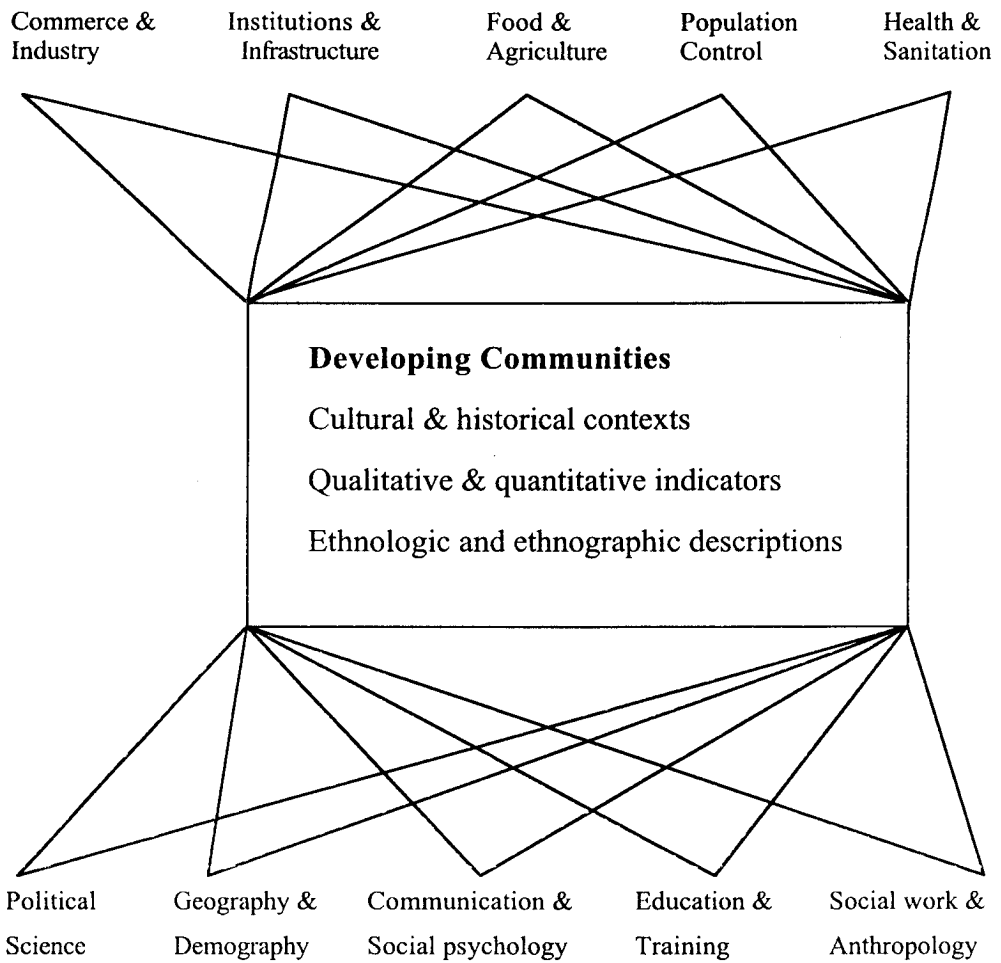 Commerce & Industry
Institutions & Infrastructure
Food & Agriculture
Population Control
Health & Sanitation
Developing Communities
Cultural & historical contexts
Qualitative & quantitative indicators
Ethnologic and ethnographic descriptions
Political Science
Geography & Demography
Communication & Social psychology
Education & Training
Social work & Anthropology